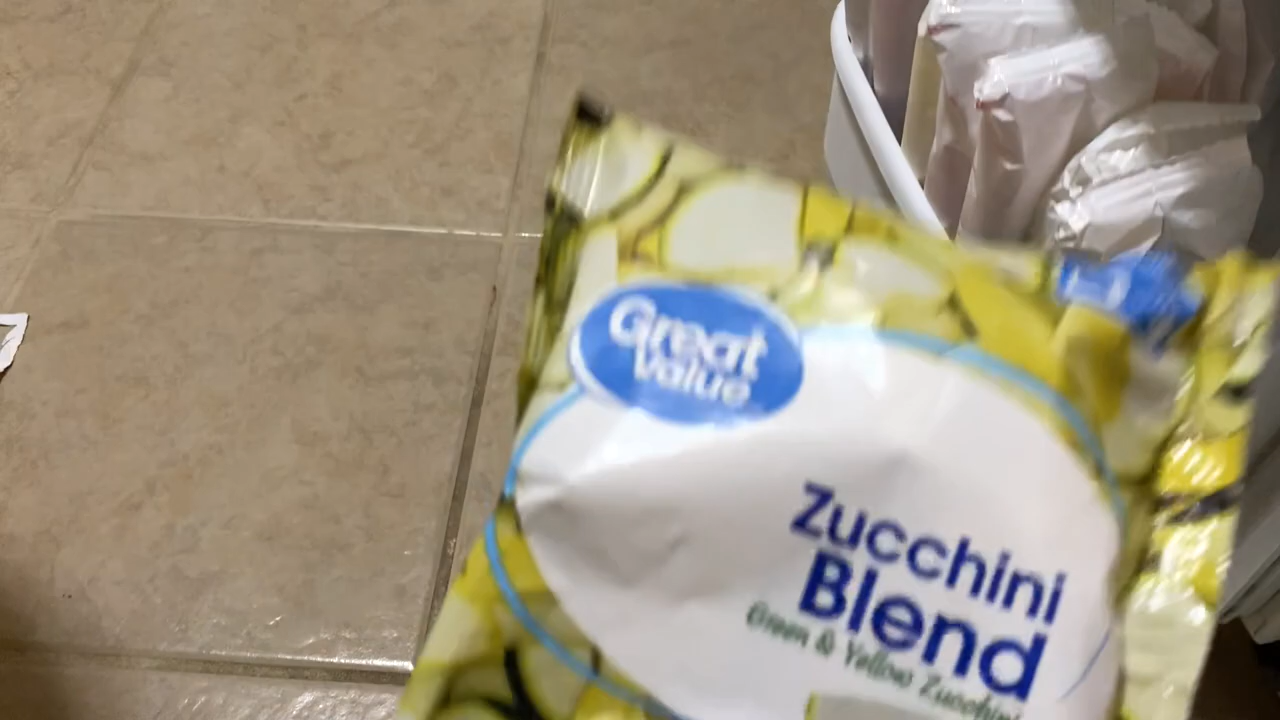 Great
Value
Zucchini
Blend
Green & Yellow Zucchini